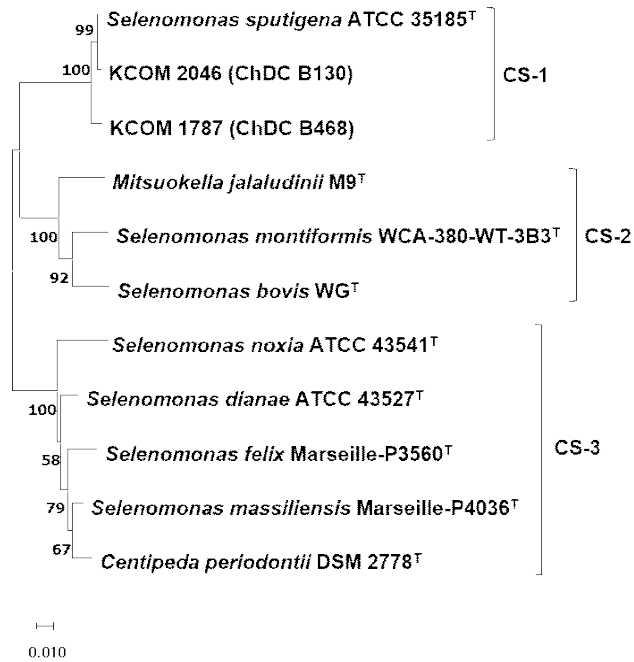 99
Selenomonas sputigena ATCC 35185ᵀ
100
KCOM 2046 (ChDC B130)
CS-1
KCOM 1787 (ChDC B468)
Mitsuokella jalaludinii M9ᵀ
100
Selenomonas montiformis WCA-380-WT-3B3ᵀ
CS-2
92
Selenomonas bovis WGᵀ
Selenomonas noxia ATCC 43541ᵀ
100
Selenomonas dianae ATCC 43527ᵀ
58
Selenomonas felix Marseille-P3560ᵀ
CS-3
79
Selenomonas massiliensis Marseille-P4036ᵀ
67
Centipeda periodontii DSM 2778ᵀ
0.010